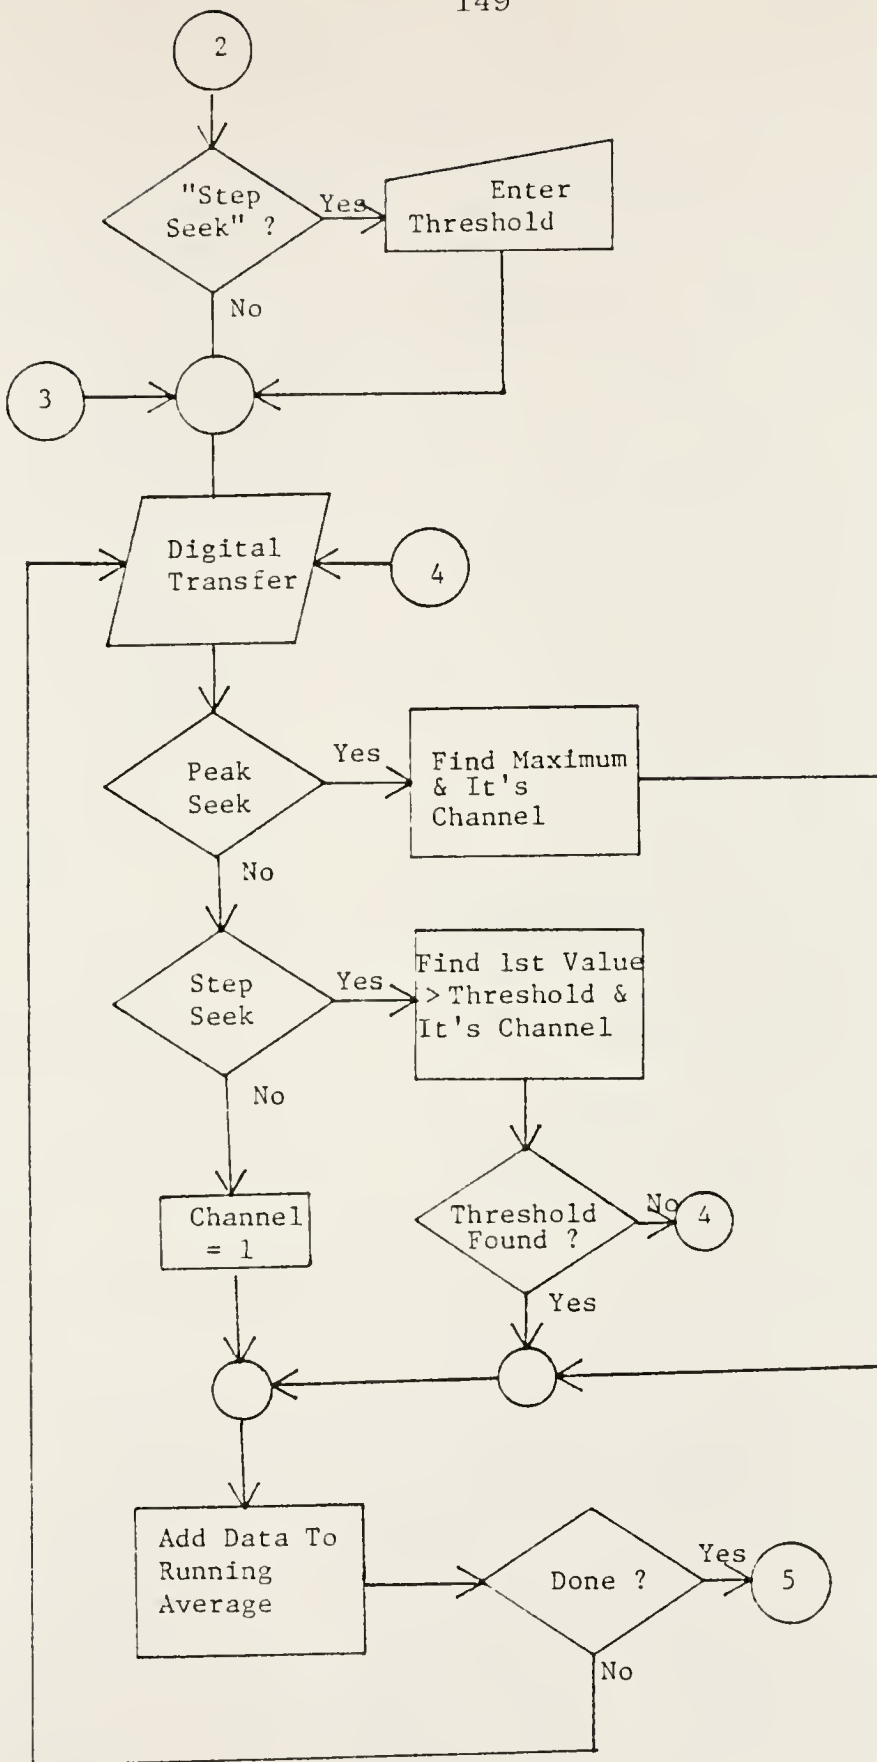 149
2
"Step
Seek" ?
Yes
Enter
Threshold
No
3
Digital
Transfer
4
Peak
Seek
Yes
Find Maximum
& It's
Channel
No
Step
Seek
Yes
Find 1st Value
> Threshold &
It's Channel
No
Channel
= 1
Threshold
Found ?
No
4
Yes
Add Data To
Running
Average
Done ?
Yes
5
No